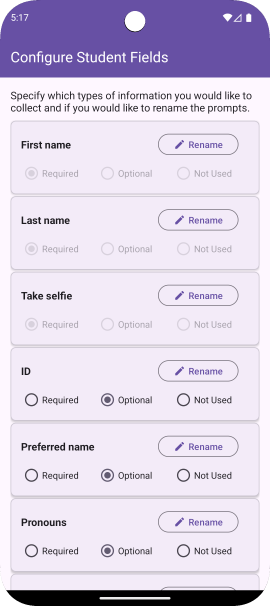 5:17
Configure Student Fields
Specify which types of information you would like to
collect and if you would like to rename the prompts.
First name
Rename
Required Optional Not Used
Last name
Rename
Required Optional Not Used
Take selfie
Rename
Required Optional Not Used
ID
Rename
Required Optional Not Used
Preferred name
Rename
Required Optional Not Used
Pronouns
Rename
Required Optional Not Used